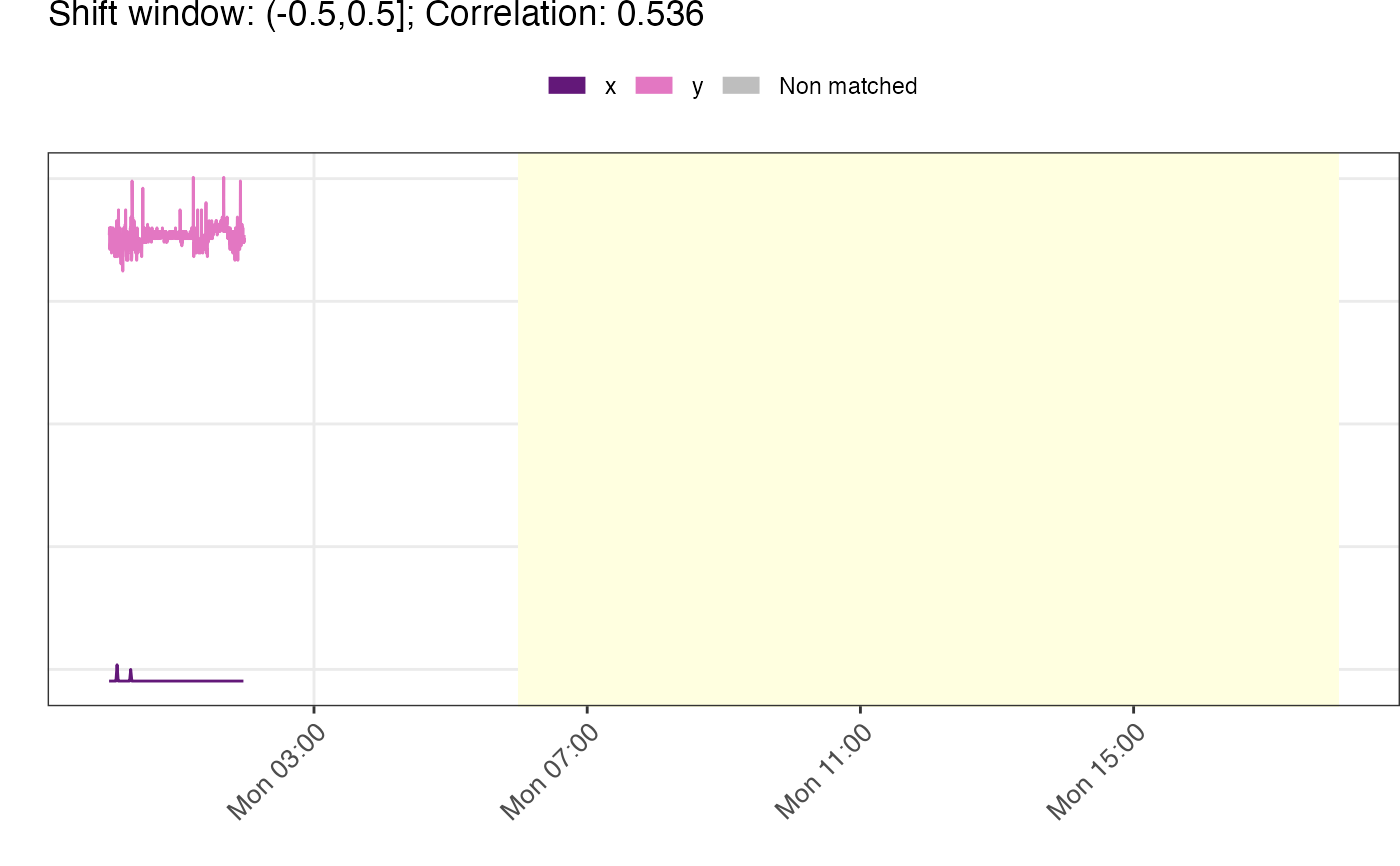 Shift window: (-0.5,0.5]; Correlation: 0.536
x y Non matched
Mon 03:00 Mon 07:00 Mon 11:00 Mon 15:00